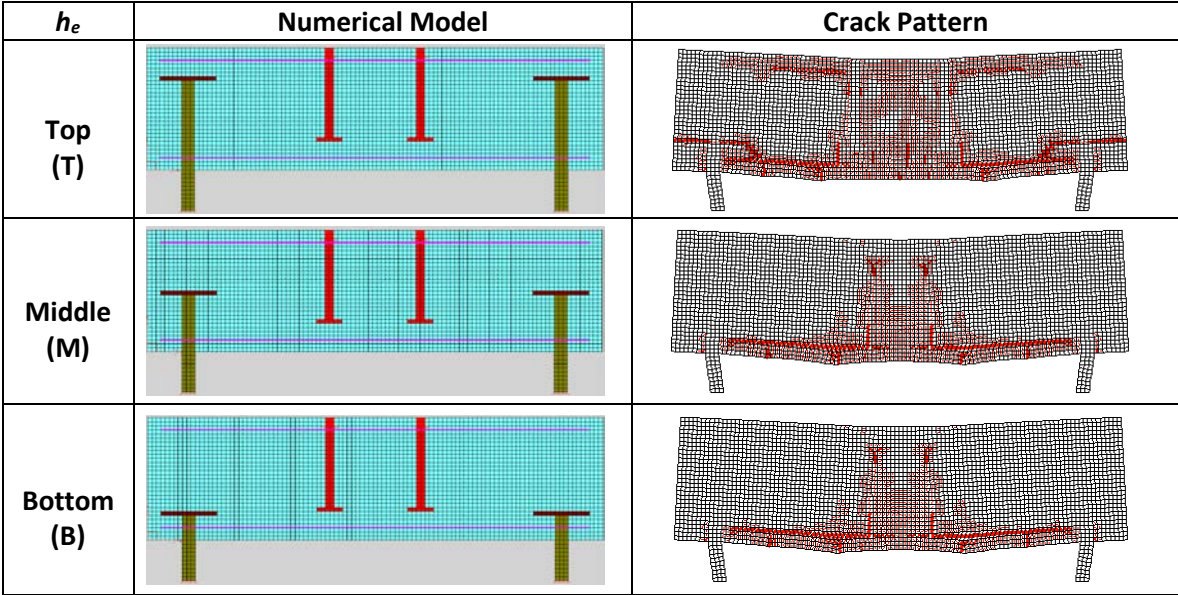 he Numerical Model Crack Pattern
Top
(T)
Middle
(M)
Bottom
(B)